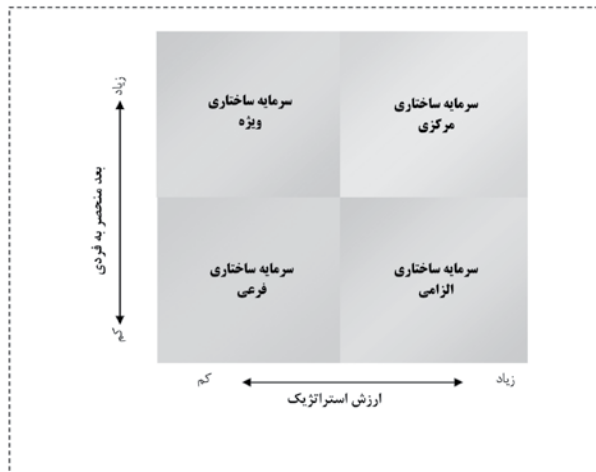 زیاد
سرمایه ساختاری
مرکزی
سرمایه ساختاری
ویژه
بعد منحصر به فردی
سرمایه ساختاری
الزامی
سرمایه ساختاری
فرعی
کم
زیاد
کم
ارزش استراتژیک